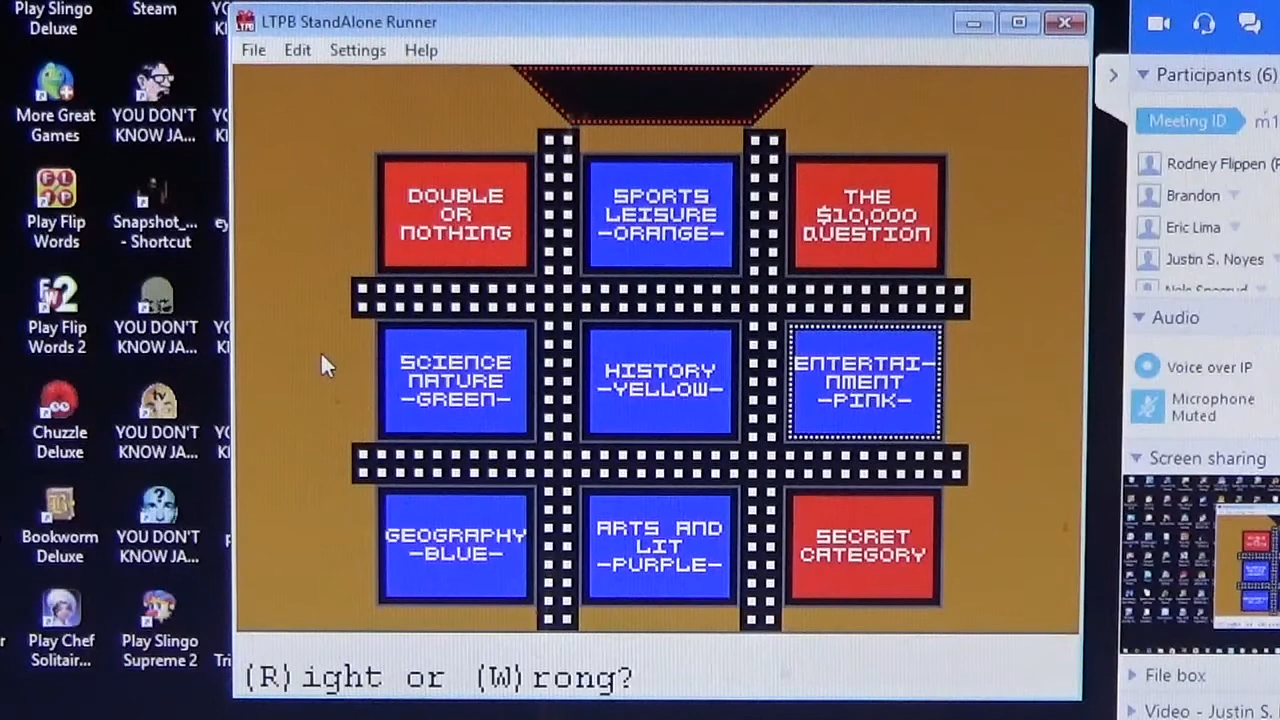 Play Slingo
Deluxe
Steam
More Great
Games
YOU DON'T
KNOW JA...
Play Flip
Words
Snapshot_...
- Shortcut
Play Flip
Words 2
YOU DON'T
KNOW JA...
Chuzzle
Deluxe
YOU DON'T
KNOW JA...
Bookworm
Deluxe
YOU DON'T
KNOW JA...
Play Chef
Solitair...
Play Slingo
Supreme 2
LTPB StandAlone Runner
File Edit Settings Help
DOUBLE
OR
NOTHING
SPORTS
LEISURE
-ORANGE-
THE
$10,000
QUESTION
SCIENCE
NATURE
-GREEN-
HISTORY
-YELLOW-
ENTERTAI-
NMENT
-PINK-
GEOGRAPHY
-BLUE-
ARTS AND
LIT
-PURPLE-
SECRET
CATEGORY
(R)ight or (W)rong?
Participants (6)
Meeting ID
Rodney Flippen
Brandon
Eric Lima
Justin S. Noyes
Audio
Voice over IP
Microphone
Muted
Screen sharing
File box
Video - Justin S.